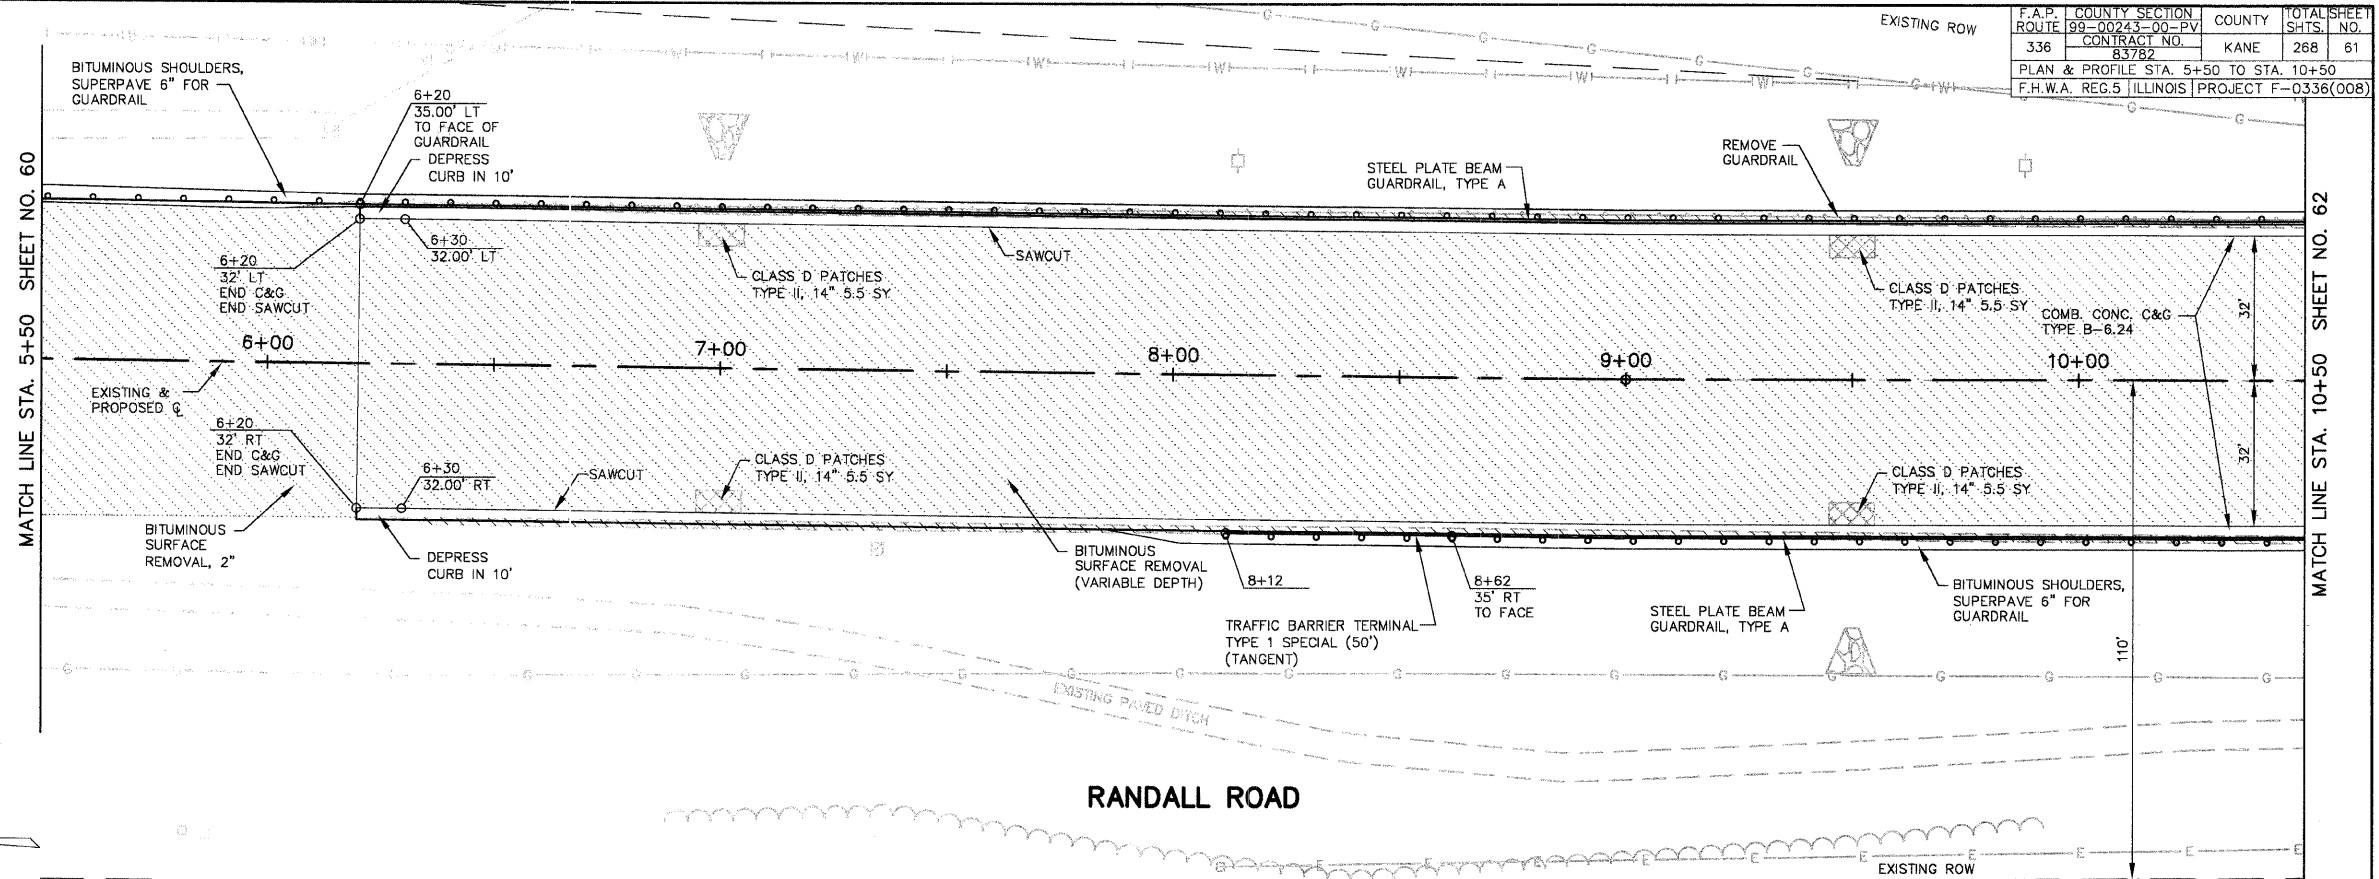 EXISTING ROW
F.A.P. ROUTE
COUNTY SECTION
99-00243-00-PV
COUNTY
TOTAL SHTS.
SHEET NO.
336
CONTRACT NO.
83782
KANE
268
61
PLAN & PROFILE STA. 5+50 TO STA. 10+50
F.H.W.A. REG.5 ILLINOIS PROJECT F-0336(008)
BITUMINOUS SHOULDERS,
SUPERPAVE 6" FOR
GUARDRAIL
6+20
35.00' LT
TO FACE OF
GUARDRAIL
DEPRESS
CURB IN 10'
STEEL PLATE BEAM
GUARDRAIL, TYPE A
REMOVE
GUARDRAIL
MATCH LINE STA. 5+50 SHEET NO. 60
6+20
32' LT
END C&G
END SAWCUT
6+30
32.00' LT
CLASS D PATCHES
TYPE II, 14" 5.5 SY
SAWCUT
CLASS D PATCHES
TYPE II, 14" 5.5 SY
COMB. CONC. C&G
TYPE B-6.24
32'
MATCH LINE STA. 10+50 SHEET NO. 62
6+00
7+00
8+00
9+00
10+00
EXISTING &
PROPOSED ℄
6+20
32' RT
END C&G
END SAWCUT
6+30
32.00' RT
SAWCUT
CLASS D PATCHES
TYPE II, 14" 5.5 SY
CLASS D PATCHES
TYPE II, 14" 5.5 SY
32'
BITUMINOUS
SURFACE
REMOVAL, 2"
DEPRESS
CURB IN 10'
BITUMINOUS
SURFACE REMOVAL
(VARIABLE DEPTH)
8+12
8+62
35' RT
TO FACE
TRAFFIC BARRIER TERMINAL
TYPE 1 SPECIAL (50')
(TANGENT)
STEEL PLATE BEAM
GUARDRAIL, TYPE A
BITUMINOUS SHOULDERS,
SUPERPAVE 6" FOR
GUARDRAIL
110'
EXISTING PAVED DITCH
RANDALL ROAD
EXISTING ROW